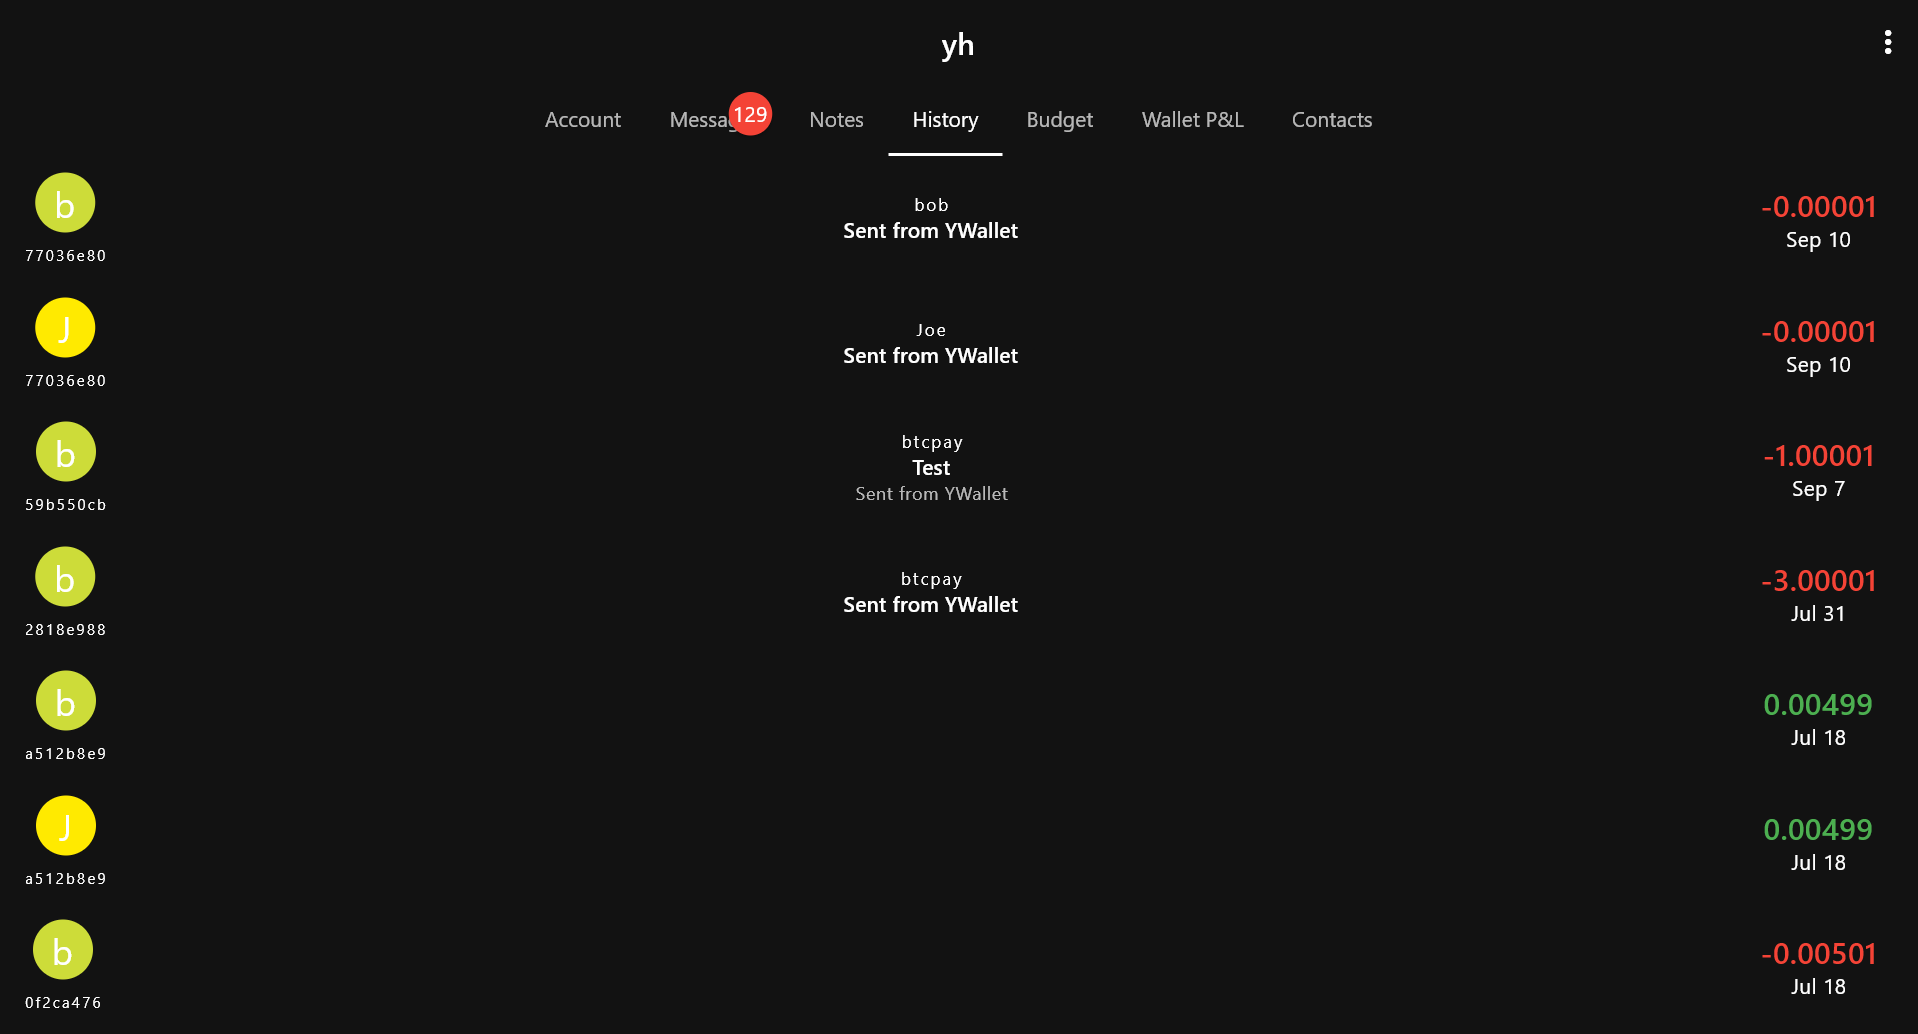 yh
Account Messag 129 Notes History Budget Wallet P&L Contacts
b
77036e80
bob
Sent from YWallet
-0.00001
Sep 10
J
77036e80
Joe
Sent from YWallet
-0.00001
Sep 10
b
59b550cb
btcpay
Test
Sent from YWallet
-1.00001
Sep 7
b
2818e988
btcpay
Sent from YWallet
-3.00001
Jul 31
b
a512b8e9
0.00499
Jul 18
J
a512b8e9
0.00499
Jul 18
b
0f2ca476
-0.00501
Jul 18